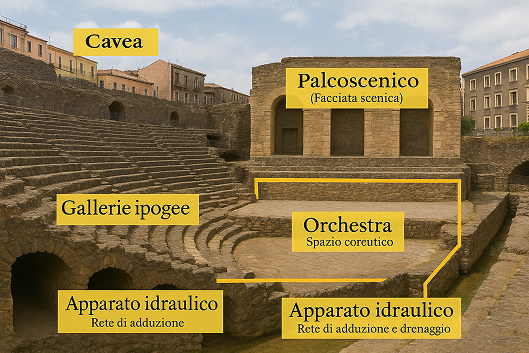 Cavea
Palcoscenico
(Facciata scenica)
Gallerie ipogee
Orchestra
Spazio coreutico
Apparato idraulico
Rete di adduzione
Apparato idraulico
Rete di adduzione e drenaggio